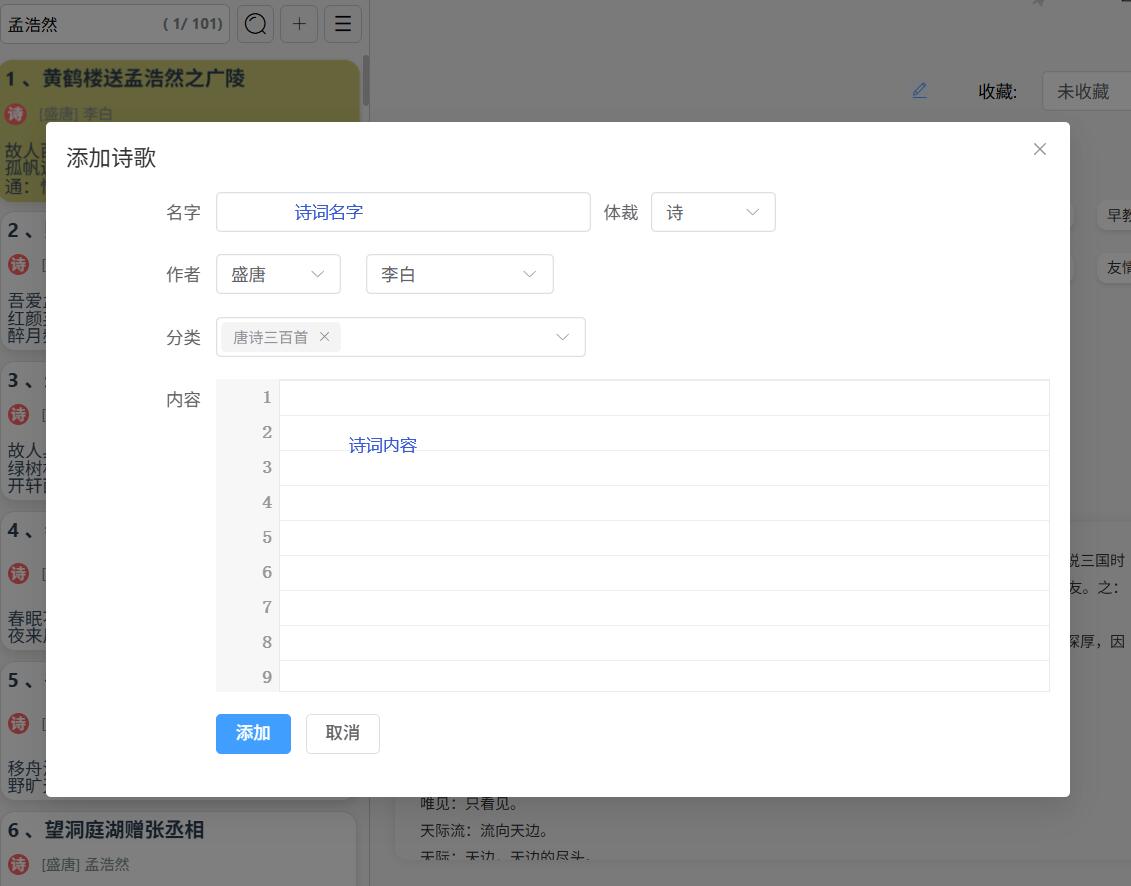 孟浩然 ( 1/ 101)
1 、黄鹤楼送孟浩然之广陵
诗 [盛唐] 李白
故人
孤帆
通：
收藏: 未收藏
2 、
诗 [
吾爱
红颜
醉月
3 、
诗 [
故人
绿树
开轩
4 、
诗 [
春眠
夜来
5 、
诗 [
移舟
野旷
6 、望洞庭湖赠张丞相
诗 [盛唐] 孟浩然
添加诗歌
名字 诗词名字 体裁 诗
作者 盛唐 李白
分类 唐诗三百首
内容
1
2
诗词内容
3
4
5
6
7
8
9
添加 取消
早教
友情
说三国时
友。之：
深厚，因
唯见：只看见。
天际流：流向天边。
天际：天边，天边的尽头。